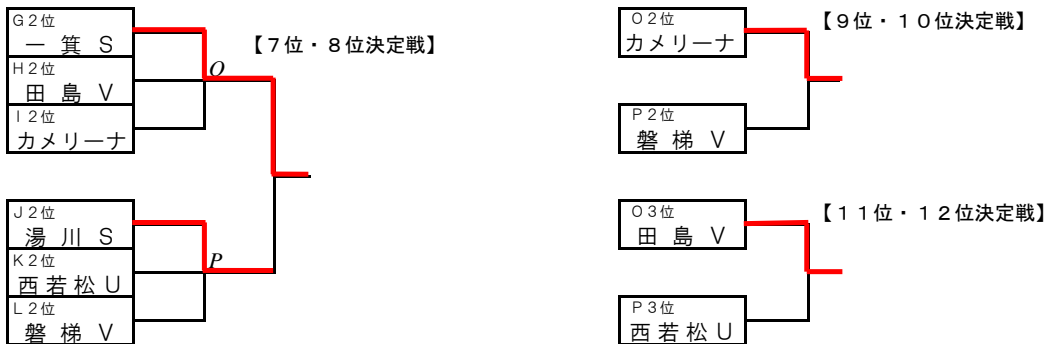 G2位
一 箕 S
【7位・8位決定戦】
H2位
田 島 V
O
I2位
カメリーナ
J2位
湯 川 S
K2位
西若松U
P
L2位
磐 梯 V
O2位
カメリーナ
【9位・10位決定戦】
P2位
磐 梯 V
O3位
田 島 V
【11位・12位決定戦】
P3位
西若松U